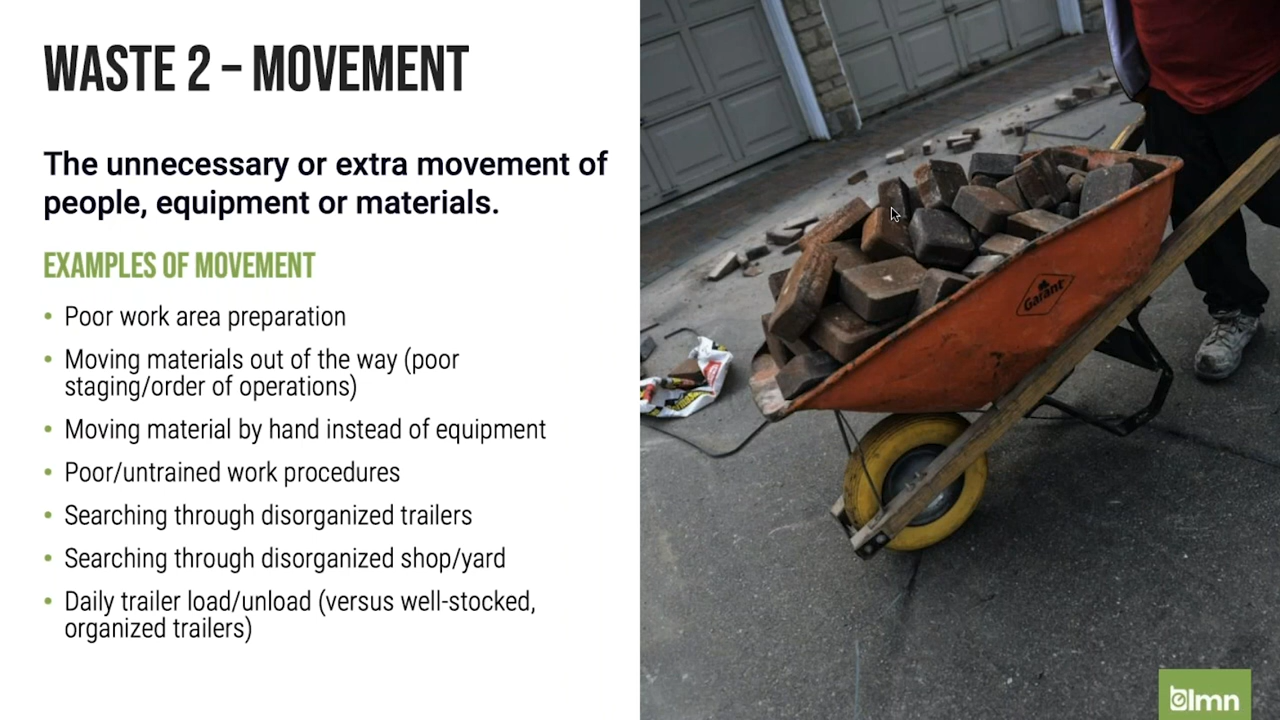 WASTE 2 – MOVEMENT
The unnecessary or extra movement of
people, equipment or materials.
EXAMPLES OF MOVEMENT
• Poor work area preparation
• Moving materials out of the way (poor
staging/order of operations)
• Moving material by hand instead of equipment
• Poor/untrained work procedures
• Searching through disorganized trailers
• Searching through disorganized shop/yard
• Daily trailer load/unload (versus well-stocked,
organized trailers)
Garant
lmn